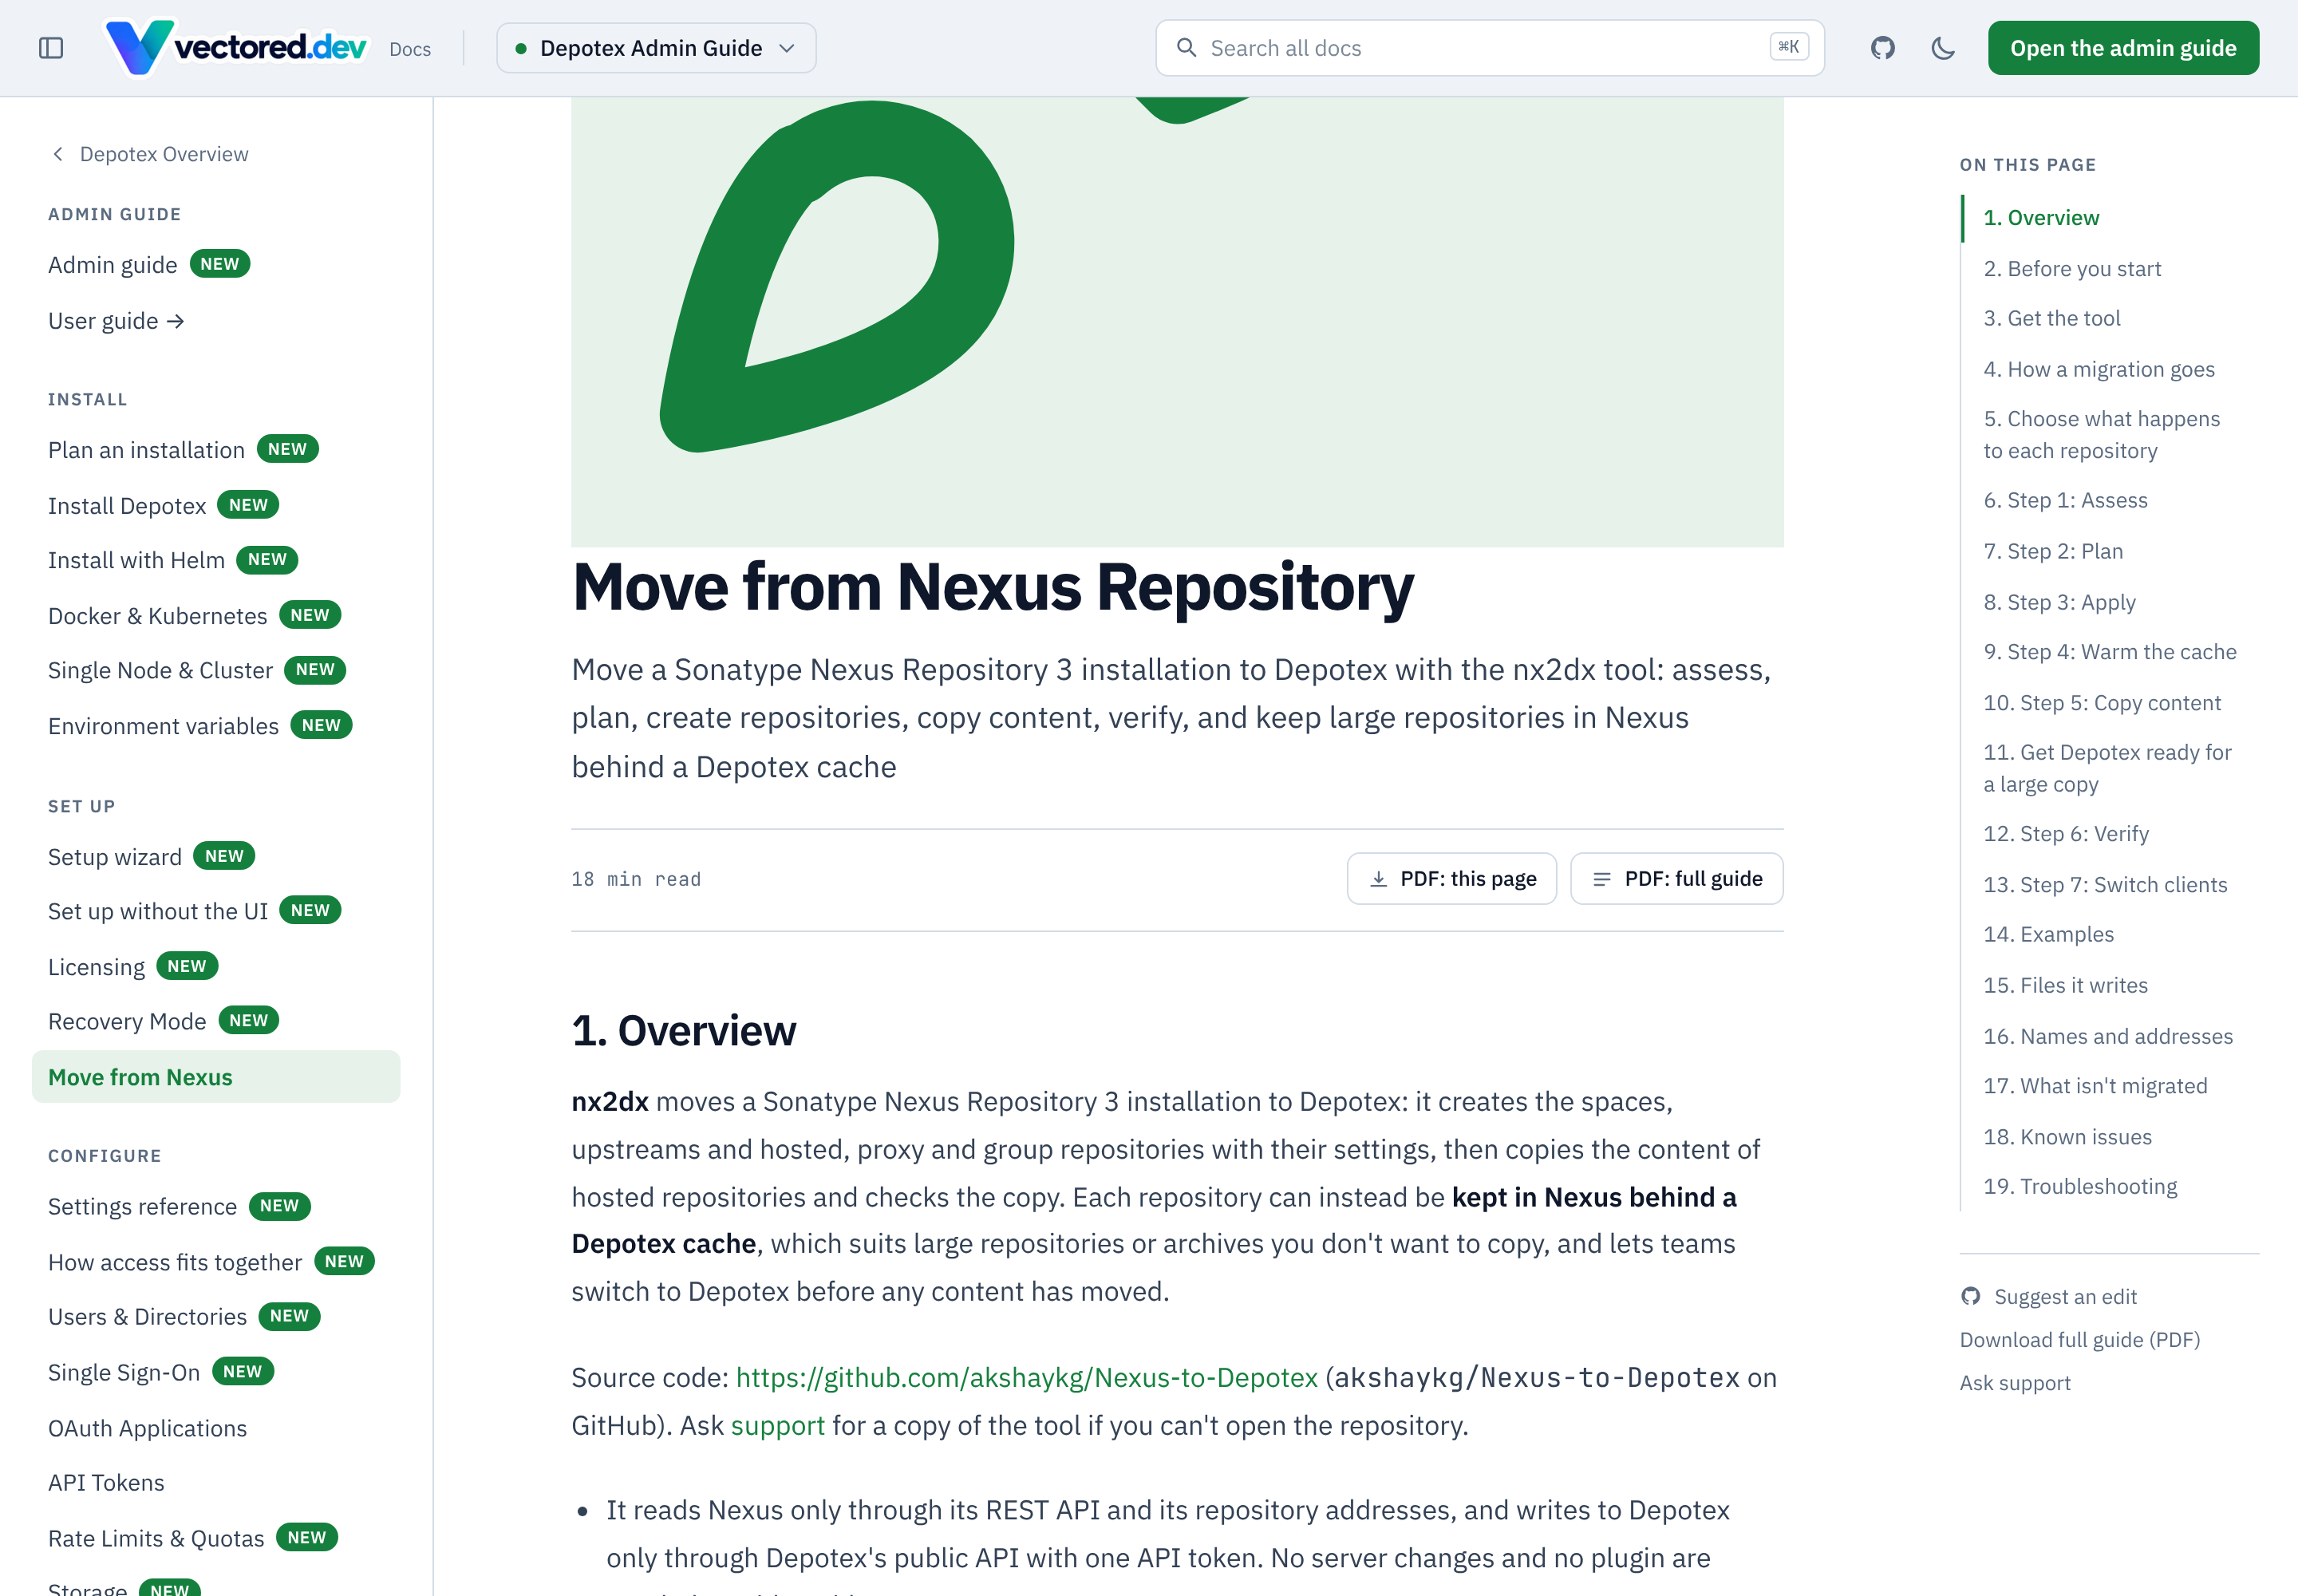 vectored.dev Docs
Depotex Admin Guide
Search all docs
⌘K
Open the admin guide
Depotex Overview
ADMIN GUIDE
Admin guide NEW
User guide →
INSTALL
Plan an installation NEW
Install Depotex NEW
Install with Helm NEW
Docker & Kubernetes NEW
Single Node & Cluster NEW
Environment variables NEW
SET UP
Setup wizard NEW
Set up without the UI NEW
Licensing NEW
Recovery Mode NEW
Move from Nexus
CONFIGURE
Settings reference NEW
How access fits together NEW
Users & Directories NEW
Single Sign-On NEW
OAuth Applications
API Tokens
Rate Limits & Quotas NEW
Storage NEW
Move from Nexus Repository
Move a Sonatype Nexus Repository 3 installation to Depotex with the nx2dx tool: assess,
plan, create repositories, copy content, verify, and keep large repositories in Nexus
behind a Depotex cache
18 min read
PDF: this page
PDF: full guide
1. Overview
nx2dx moves a Sonatype Nexus Repository 3 installation to Depotex: it creates the spaces,
upstreams and hosted, proxy and group repositories with their settings, then copies the content of
hosted repositories and checks the copy. Each repository can instead be kept in Nexus behind a
Depotex cache, which suits large repositories or archives you don't want to copy, and lets teams
switch to Depotex before any content has moved.
Source code: https://github.com/akshaykg/Nexus-to-Depotex (akshaykg/Nexus-to-Depotex on
GitHub). Ask support for a copy of the tool if you can't open the repository.
• It reads Nexus only through its REST API and its repository addresses, and writes to Depotex
only through Depotex's public API with one API token. No server changes and no plugin are
ON THIS PAGE
1. Overview
2. Before you start
3. Get the tool
4. How a migration goes
5. Choose what happens
to each repository
6. Step 1: Assess
7. Step 2: Plan
8. Step 3: Apply
9. Step 4: Warm the cache
10. Step 5: Copy content
11. Get Depotex ready for
a large copy
12. Step 6: Verify
13. Step 7: Switch clients
14. Examples
15. Files it writes
16. Names and addresses
17. What isn't migrated
18. Known issues
19. Troubleshooting
Suggest an edit
Download full guide (PDF)
Ask support